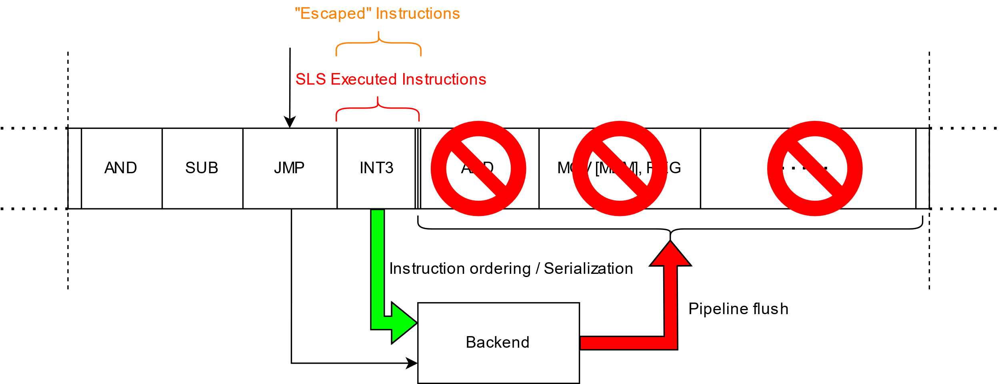 "Escaped" Instructions
SLS Executed Instructions
AND
SUB
JMP
INT3
Instruction ordering / Serialization
Pipeline flush
Backend